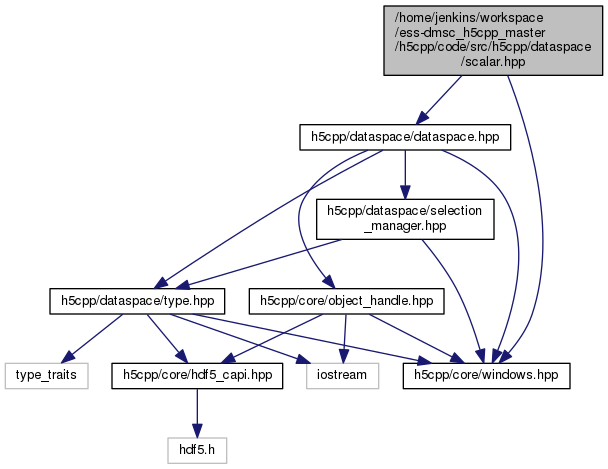 /home/jenkins/workspace
/ess-dmsc_h5cpp_master
/h5cpp/code/src/h5cpp/dataspace
/scalar.hpp
h5cpp/dataspace/dataspace.hpp
h5cpp/dataspace/selection
_manager.hpp
h5cpp/dataspace/type.hpp
h5cpp/core/object_handle.hpp
type_traits
h5cpp/core/hdf5_capi.hpp
iostream
h5cpp/core/windows.hpp
hdf5.h